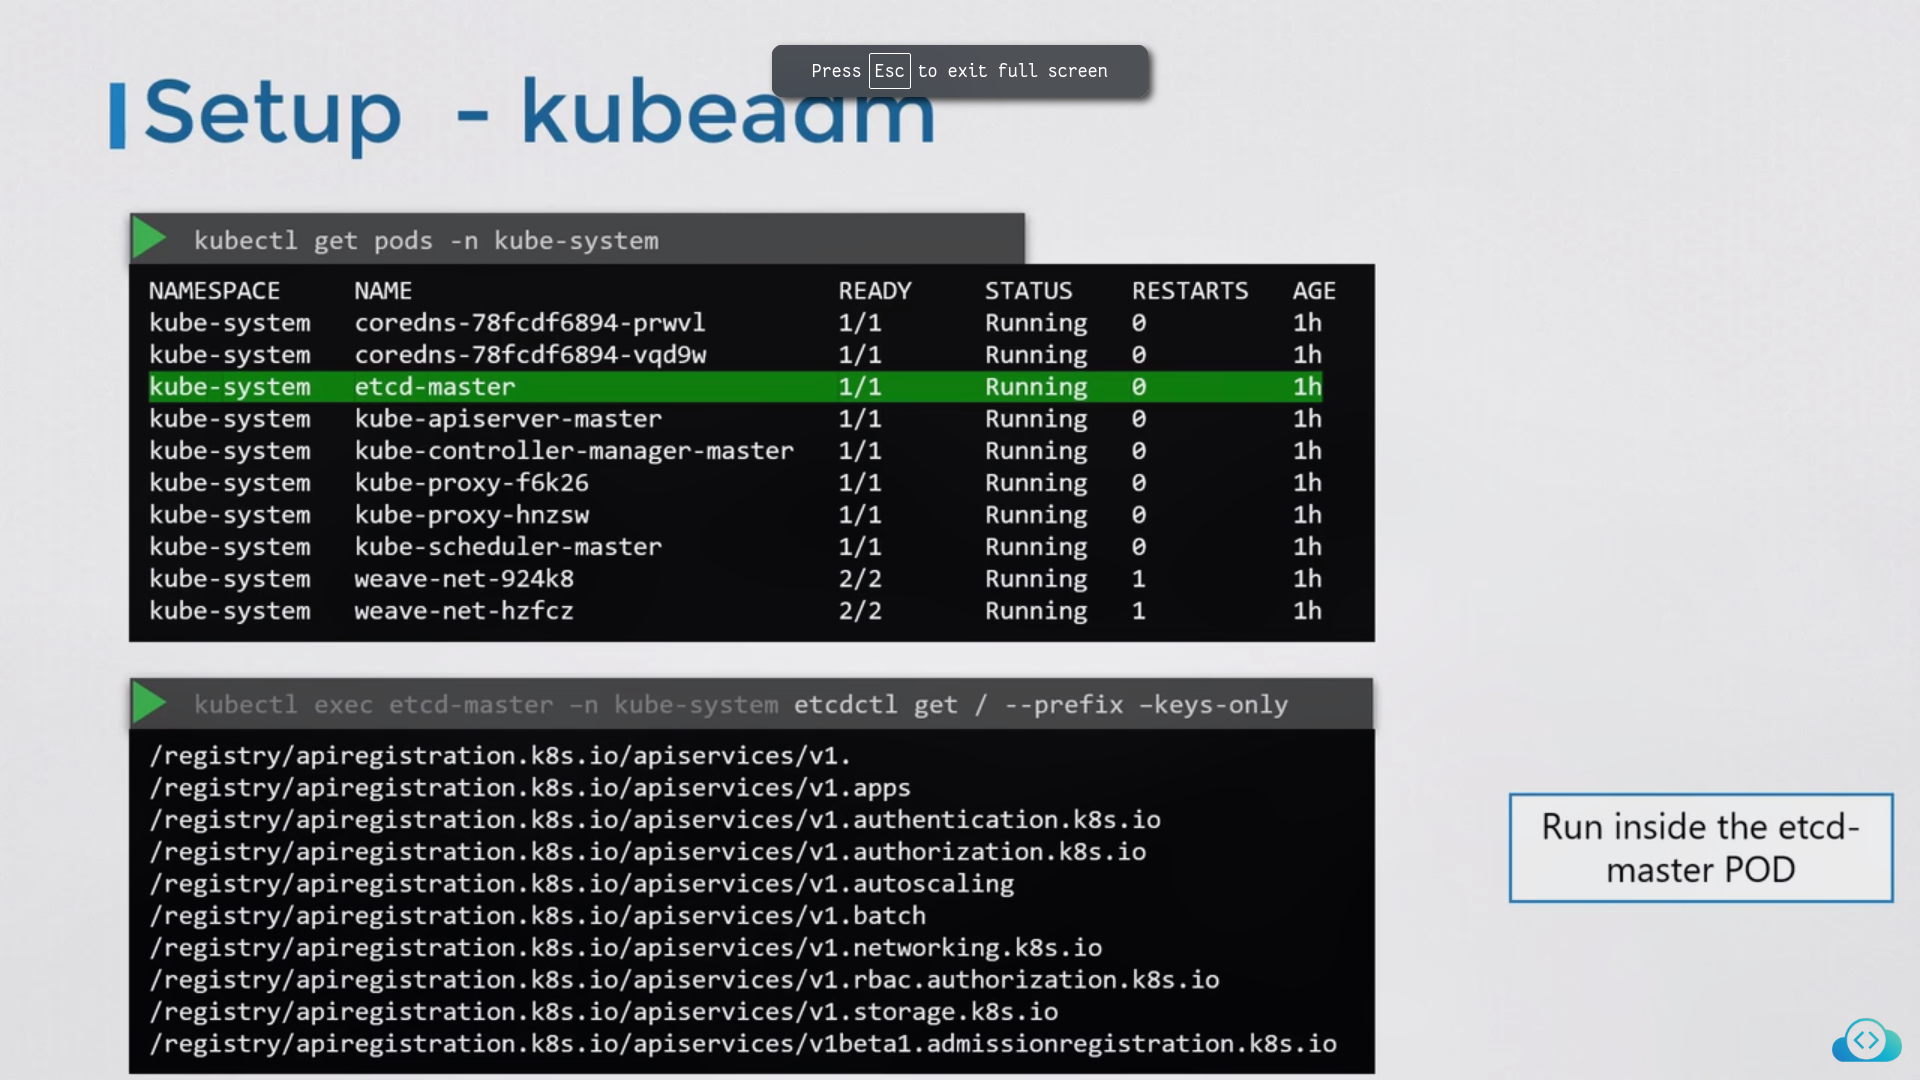 Press Esc to exit full screen
Setup - kubeadm
kubectl get pods -n kube-system
NAMESPACE NAME READY STATUS RESTARTS AGE
kube-system coredns-78fcdf6894-prwvl 1/1 Running 0 1h
kube-system coredns-78fcdf6894-vqd9w 1/1 Running 0 1h
kube-system etcd-master 1/1 Running 0 1h
kube-system kube-apiserver-master 1/1 Running 0 1h
kube-system kube-controller-manager-master 1/1 Running 0 1h
kube-system kube-proxy-f6k26 1/1 Running 0 1h
kube-system kube-proxy-hnzsw 1/1 Running 0 1h
kube-system kube-scheduler-master 1/1 Running 0 1h
kube-system weave-net-924k8 2/2 Running 1 1h
kube-system weave-net-hzfcz 2/2 Running 1 1h
kubectl exec etcd-master –n kube-system etcdctl get / --prefix –keys-only
/registry/apiregistration.k8s.io/apiservices/v1.
/registry/apiregistration.k8s.io/apiservices/v1.apps
/registry/apiregistration.k8s.io/apiservices/v1.authentication.k8s.io
/registry/apiregistration.k8s.io/apiservices/v1.authorization.k8s.io
/registry/apiregistration.k8s.io/apiservices/v1.autoscaling
/registry/apiregistration.k8s.io/apiservices/v1.batch
/registry/apiregistration.k8s.io/apiservices/v1.networking.k8s.io
/registry/apiregistration.k8s.io/apiservices/v1.rbac.authorization.k8s.io
/registry/apiregistration.k8s.io/apiservices/v1.storage.k8s.io
/registry/apiregistration.k8s.io/apiservices/v1beta1.admissionregistration.k8s.io
Run inside the etcd-
master POD